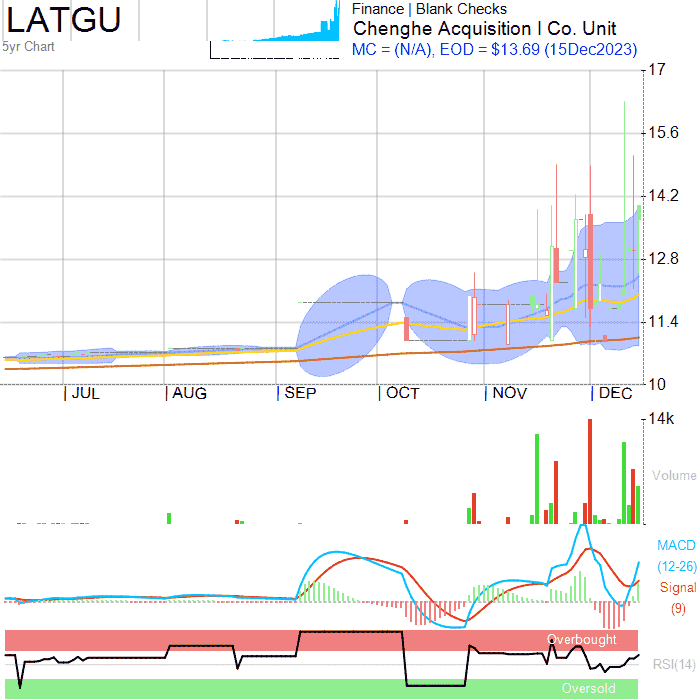 LATGU
5yr Chart
Finance | Blank Checks
Chenghe Acquisition I Co. Unit
MC = (N/A), EOD = $13.69 (15Dec2023)
17
15.6
14.2
12.8
11.4
10
| JUL | AUG | SEP | OCT | NOV | DEC
14k
Volume
MACD
(12-26)
Signal
(9)
Overbought
RSI(14)
Oversold